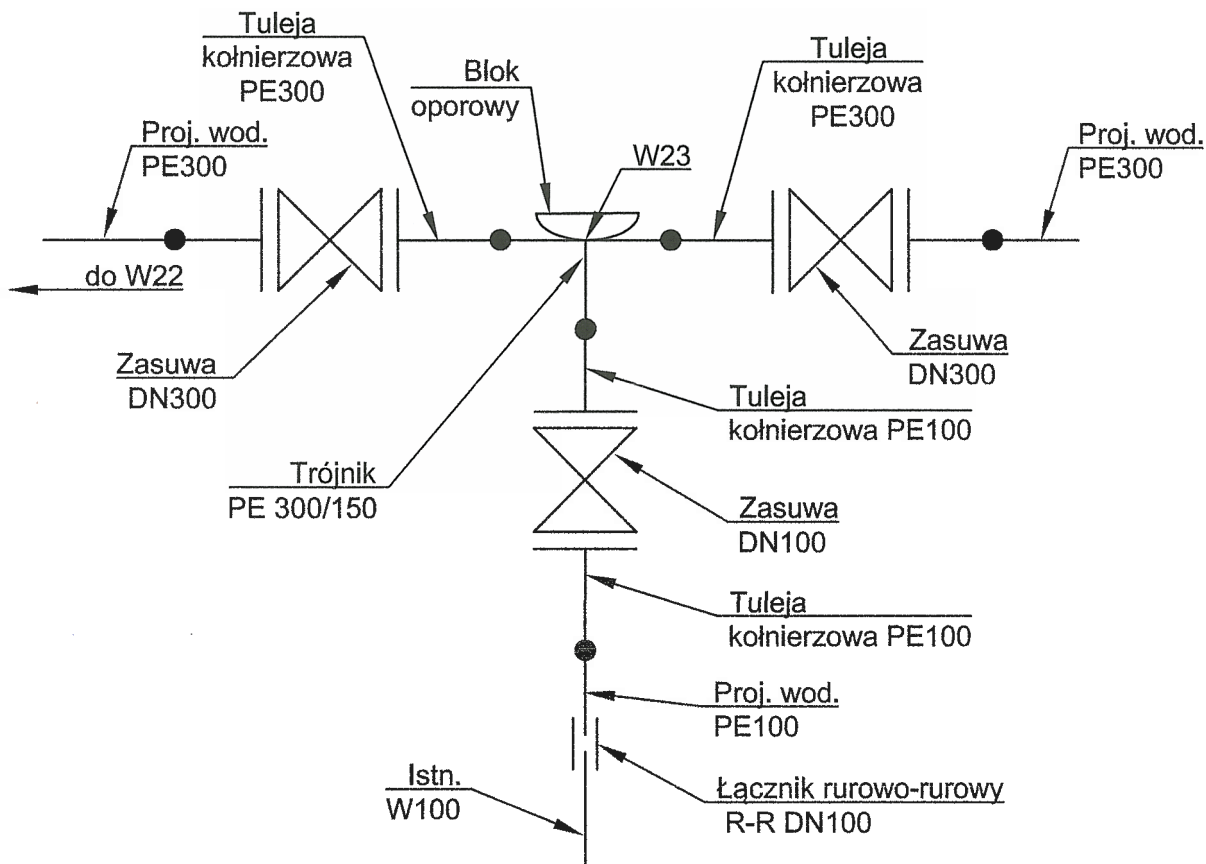 Tuleja
kołnierzowa
PE300
Blok
oporowy
Tuleja
kołnierzowa
PE300
Proj. wod.
PE300
W23
Proj. wod.
PE300
do W22
Zasuwa
DN300
Zasuwa
DN300
Tuleja
kołnierzowa PE100
Trójnik
PE 300/150
Zasuwa
DN100
Tuleja
kołnierzowa PE100
Proj. wod.
PE100
Istn.
W100
Łącznik rurowo-rurowy
R-R DN100